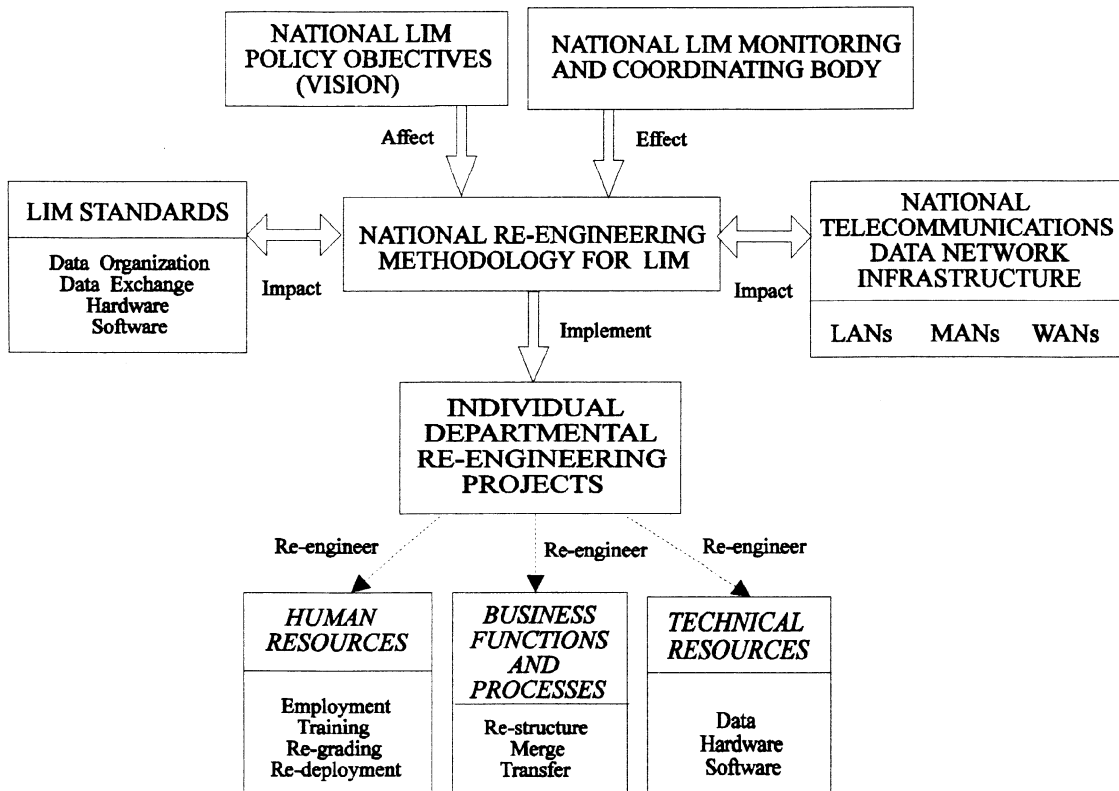 NATIONAL LIM
POLICY OBJECTIVES
(VISION)
NATIONAL LIM MONITORING
AND COORDINATING BODY
Affect
Effect
LIM STANDARDS
Data Organization
Data Exchange
Hardware
Software
Impact
NATIONAL RE-ENGINEERING
METHODOLOGY FOR LIM
Impact
NATIONAL
TELECOMMUNICATIONS
DATA NETWORK
INFRASTRUCTURE
LANs MANs WANs
Implement
INDIVIDUAL
DEPARTMENTAL
RE-ENGINEERING
PROJECTS
Re-engineer
Re-engineer
Re-engineer
HUMAN
RESOURCES
Employment
Training
Re-grading
Re-deployment
BUSINESS
FUNCTIONS
AND
PROCESSES
Re-structure
Merge
Transfer
TECHNICAL
RESOURCES
Data
Hardware
Software